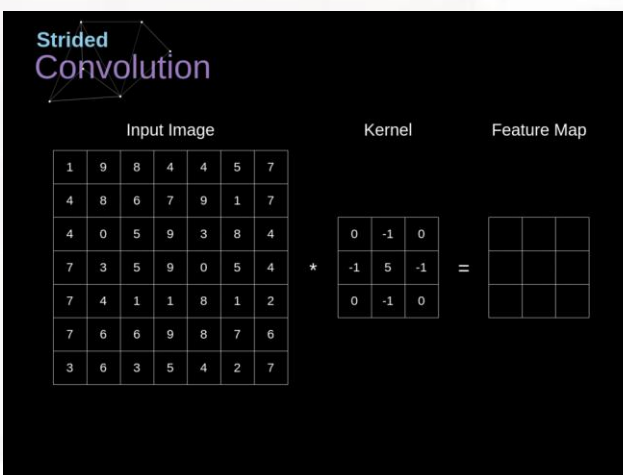 Strided
Convolution
Input Image Kernel Feature Map
1 9 8 4 4 5 7
4 8 6 7 9 1 7
4 0 5 9 3 8 4 0 -1 0
7 3 5 9 0 5 4 * -1 5 -1 =
7 4 1 1 8 1 2 0 -1 0
7 6 6 9 8 7 6
3 6 3 5 4 2 7